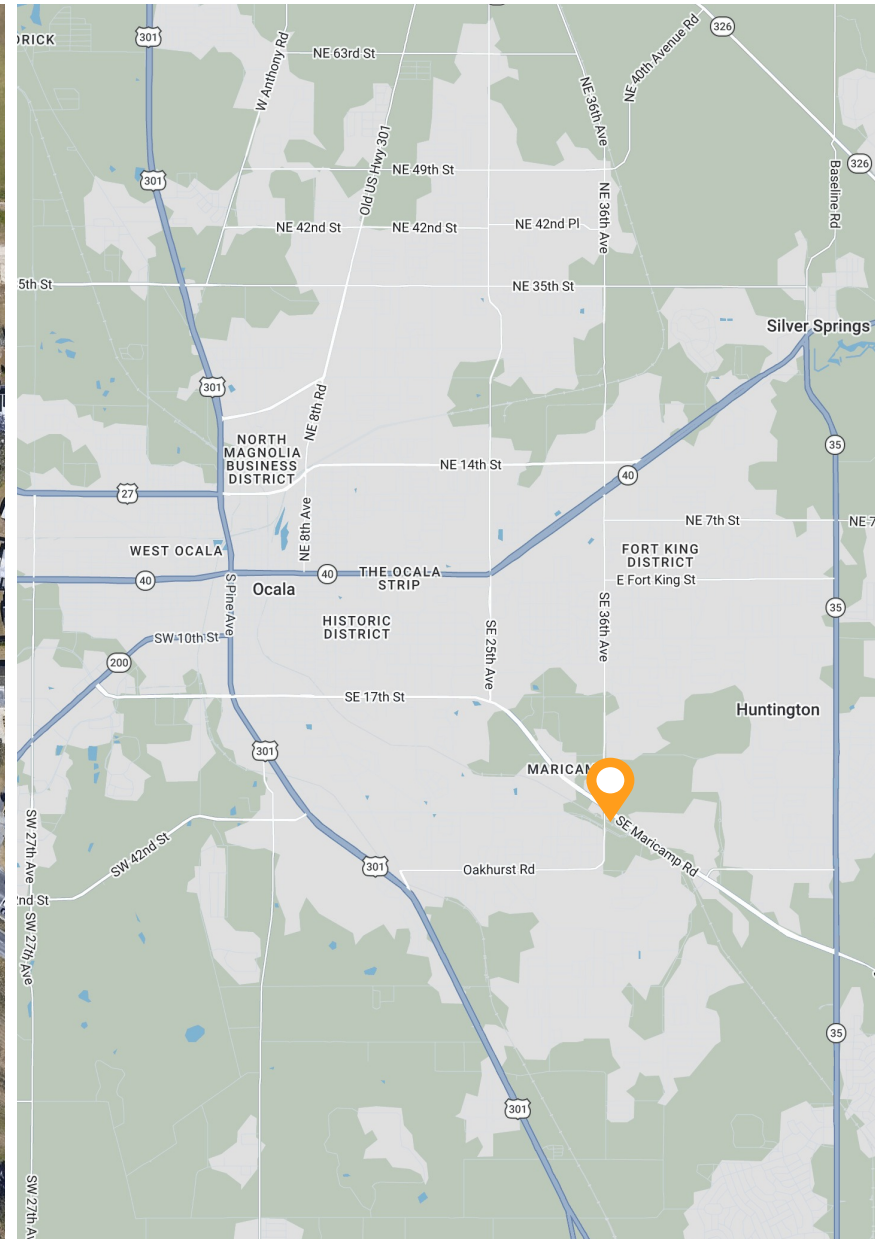 DRICK
301
W Anthony Rd
NE 63rd St
Old US Hwy 301
NE 36th Ave
NE 40th Avenue Rd
326
326
Baseline Rd
301
NE 49th St
NE 36th Ave
NE 42nd St
NE 42nd St
NE 42nd Pl
5th St
NE 35th St
Silver Springs
301
NE 8th Rd
NORTH
MAGNOLIA
BUSINESS
DISTRICT
NE 14th St
40
35
27
NE 8th Ave
NE 7th St
NE 7
WEST OCALA
FORT KING
DISTRICT
40
S Pine Ave
Ocala
40
THE OCALA
STRIP
E Fort King St
35
SW 10th St
HISTORIC
DISTRICT
SE 25th Ave
SE 36th Ave
200
SE 17th St
Huntington
301
MARICAM
SE Maricamp Rd
SW 27th Ave
SW 42nd St
301
Oakhurst Rd
2nd St
SW 27th Ave
35
301
SW 27th Av